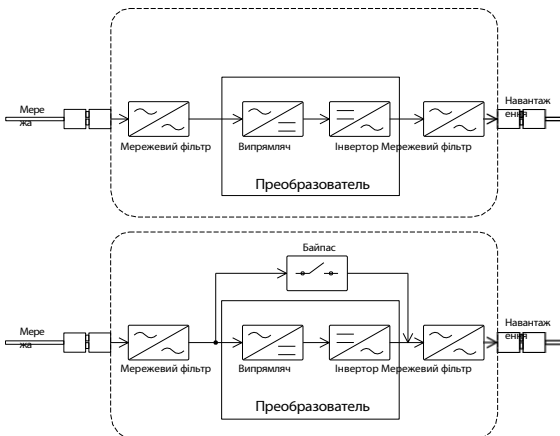 Мере
жа
Навантаж
ення
Мережевий фільтр
Випрямляч
Інвертор
Мережевий фільтр
Преобразователь
Байпас
Мере
жа
Навантаж
ення
Мережевий фільтр
Випрямляч
Інвертор
Мережевий фільтр
Преобразователь